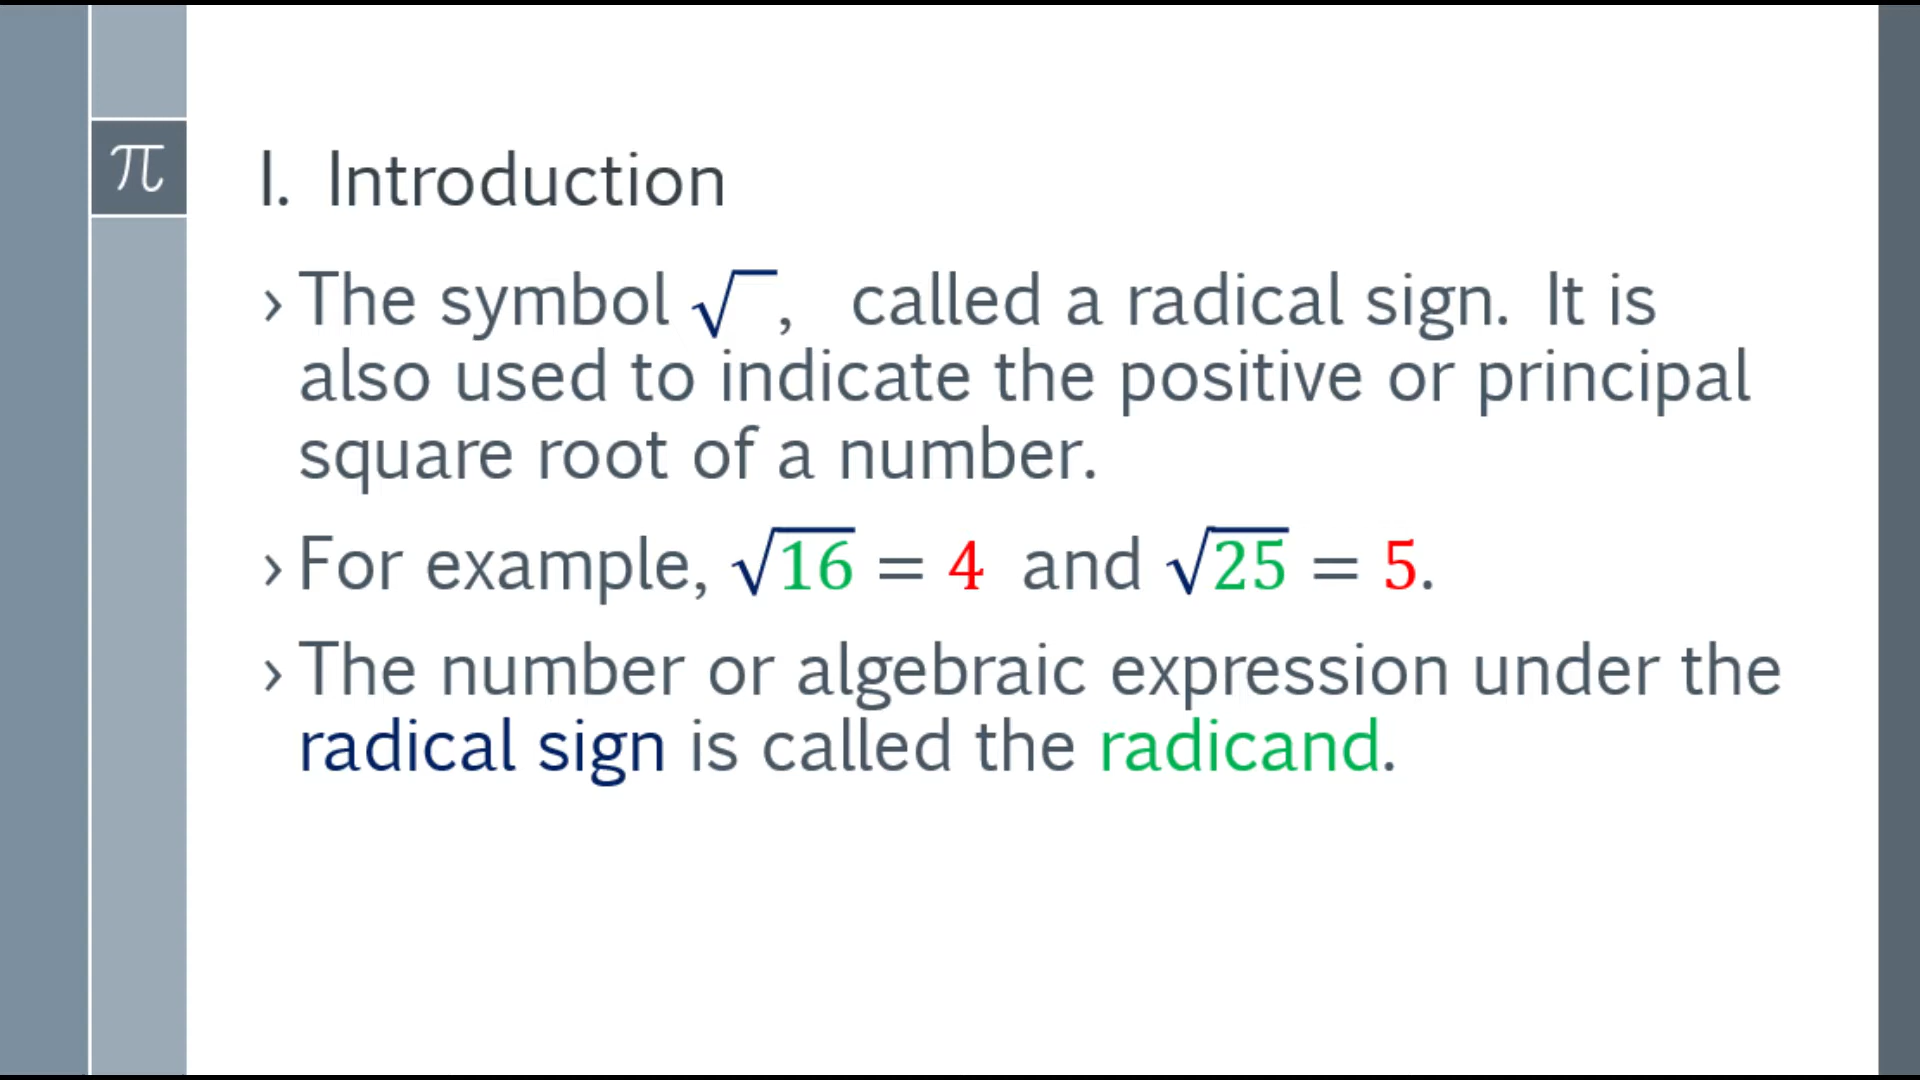 π
I. Introduction
› The symbol √ , called a radical sign. It is
also used to indicate the positive or principal
square root of a number.
› For example, √16 = 4 and √25 = 5.
› The number or algebraic expression under the
radical sign is called the radicand.